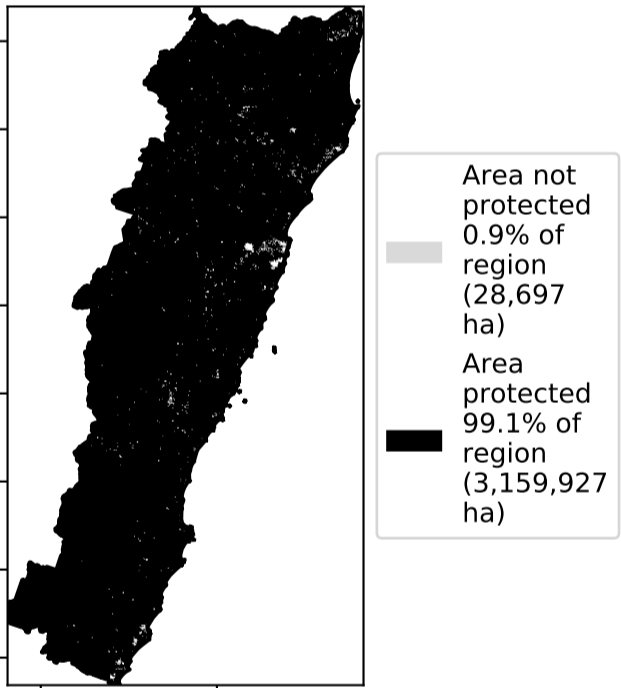 Area not
protected
0.9% of
region
(28,697
ha)
Area
protected
99.1% of
region
(3,159,927
ha)